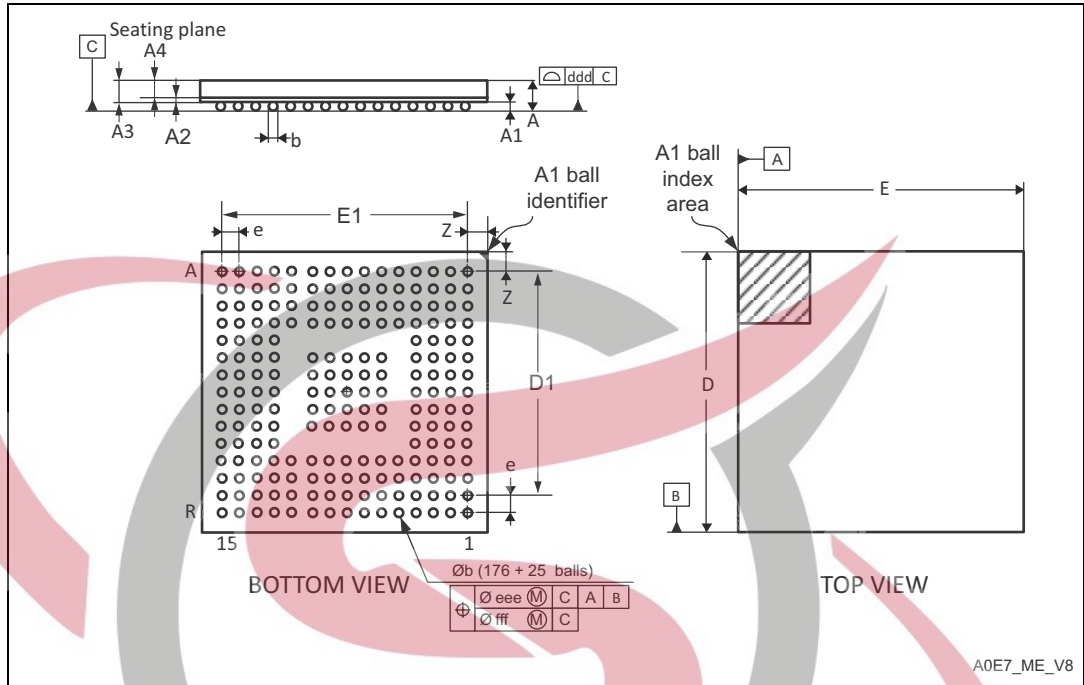 Seating plane
C
A4
ddd C
A3
A2
b
A1
A
A1 ball
identifier
A1 ball
index
area
A
E
E1
e
Z
A
Z
D1
D
e
B
R
15
1
BOTTOM VIEW
Øb (176 + 25 balls)
Ø eee Ⓜ C A B
Ø fff Ⓜ C
TOP VIEW
A0E7_ME_V8